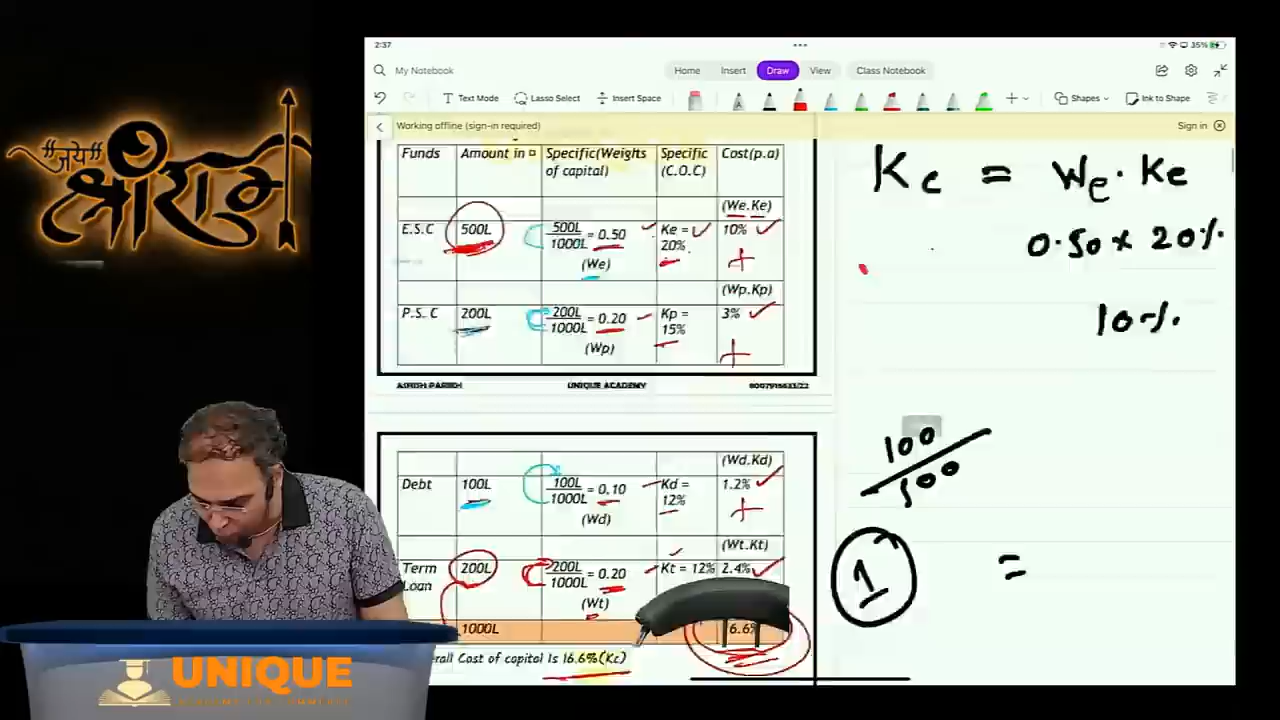 "जय"
श्रीराम
2:37
35%
My Notebook
Home Insert Draw View Class Notebook
Text Mode Lasso Select Insert Space Shapes Ink to Shape
Working offline (sign-in required) Sign in
Funds Amount in Specific(Weights of capital) Specific (C.O.C) Cost(p.a)
(We.Ke)
E.S.C 500L 500L/1000L = 0.50 (We) Ke = 20% 10%
+
(Wp.Kp)
P.S.C 200L 200L/1000L = 0.20 (Wp) Kp = 15% 3%
+
ASHISH PARIKH UNIQUE ACADEMY
(Wd.Kd)
Debt 100L 100L/1000L = 0.10 (Wd) Kd = 12% 1.2%
+
(Wt.Kt)
Term Loan 200L 200L/1000L = 0.20 (Wt) Kt = 12% 2.4%
1000L 6.6%
Cost of capital is 16.6%(Kc)
Kc = We. Ke
0.50 x 20%
10%
100
100
1 =
UNIQUE